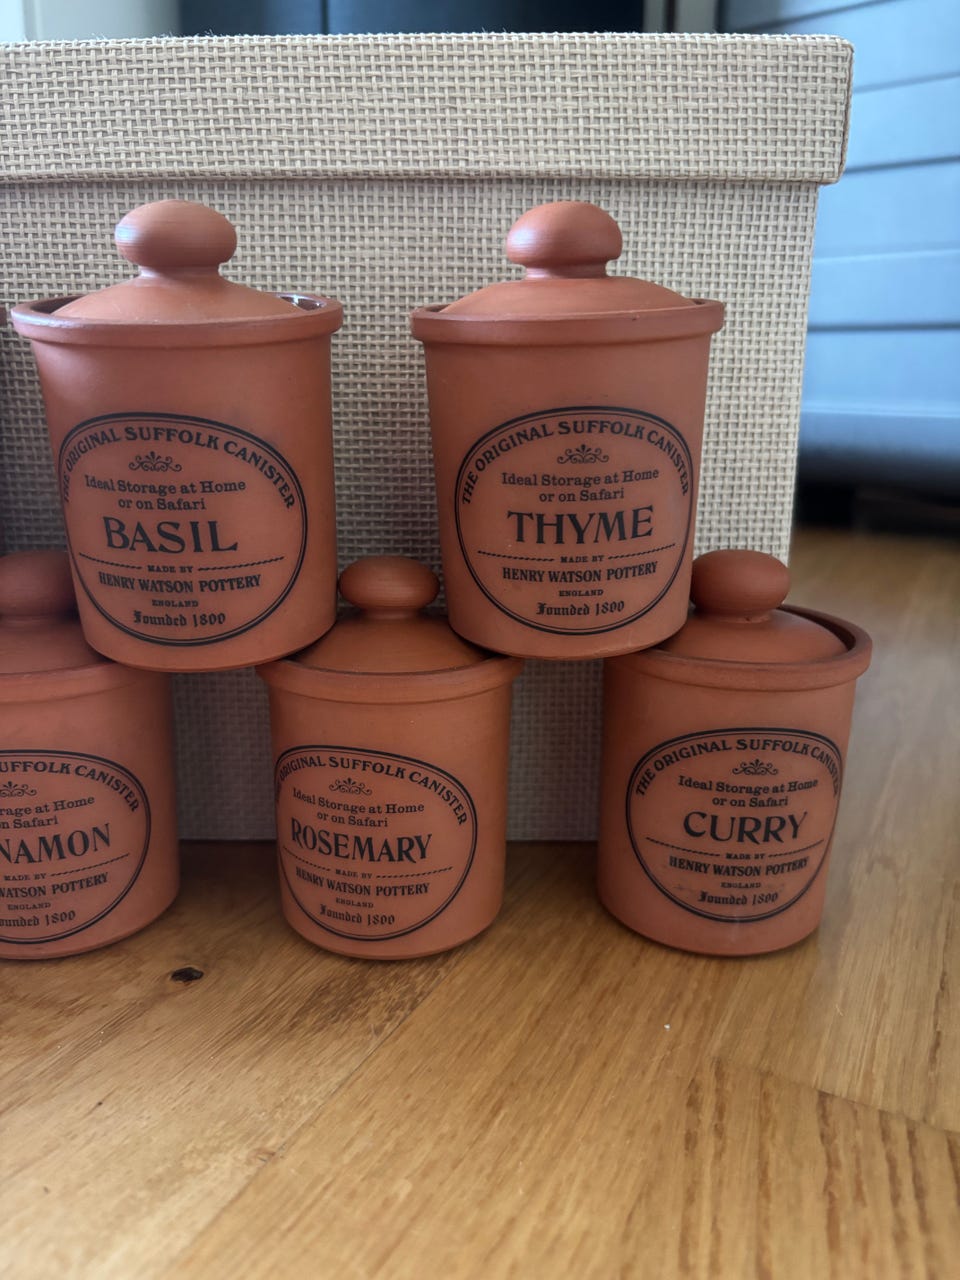 THE ORIGINAL SUFFOLK CANISTER
Ideal Storage at Home
or on Safari
BASIL
MADE BY
HENRY WATSON POTTERY
ENGLAND
Founded 1800
THE ORIGINAL SUFFOLK CANISTER
Ideal Storage at Home
or on Safari
THYME
MADE BY
HENRY WATSON POTTERY
ENGLAND
Founded 1800
SUFFOLK CANISTER
rage at Home
on Safari
NAMON
MADE BY
WATSON POTTERY
ENGLAND
ounded 1800
ORIGINAL SUFFOLK CANISTER
Ideal Storage at Home
or on Safari
ROSEMARY
MADE BY
HENRY WATSON POTTERY
ENGLAND
Founded 1800
THE ORIGINAL SUFFOLK CANISTER
Ideal Storage at Home
or on Safari
CURRY
MADE BY
HENRY WATSON POTTERY
ENGLAND
Founded 1800